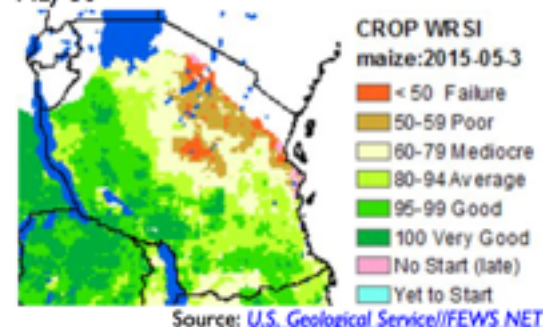 CROP WRSI
maize:2015-05-3
< 50 Failure
50-59 Poor
60-79 Mediocre
80-94 Average
95-99 Good
100 Very Good
No Start (late)
Yet to Start
Source: U.S. Geological Service//FEWS NET